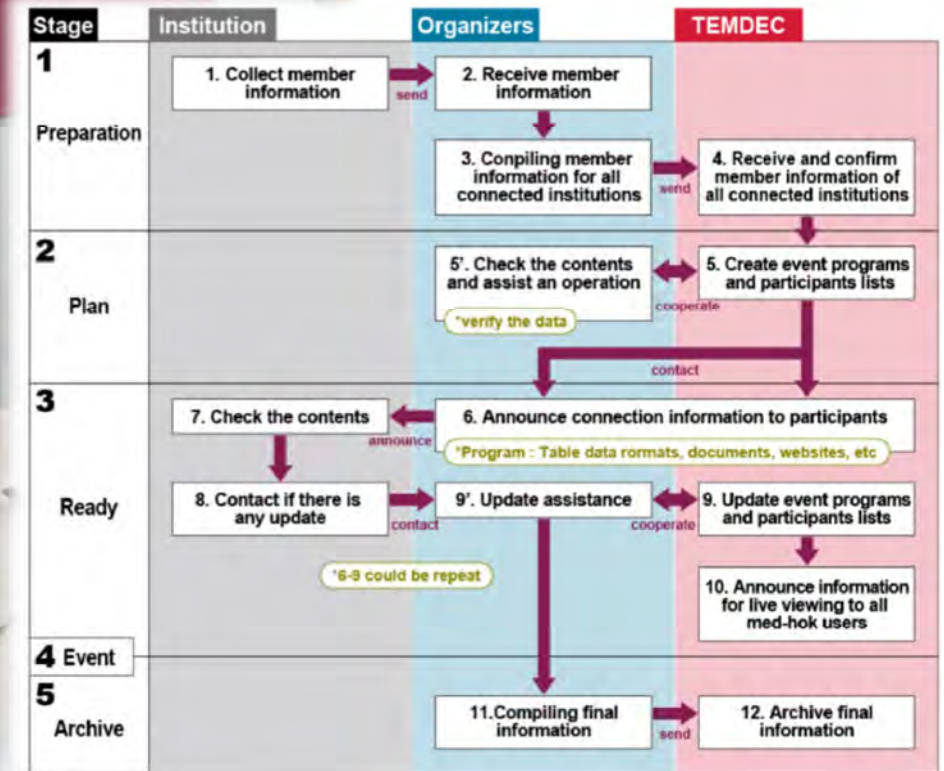 Stage
Institution
Organizers
TEMDEC
1
Preparation
1. Collect member
information
send
2. Receive member
information
3. Conpiling member
information for all
connected institutions
send
4. Receive and confirm
member information of
all connected institutions
2
Plan
5'. Check the contents
and assist an operation
*verify the data
cooperate
5. Create event programs
and participants lists
contact
3
Ready
7. Check the contents
announce
6. Announce connection information to participants
*Program : Table data rormats, documents, websites, etc
8. Contact if there is
any update
contact
9'. Update assistance
cooperate
9. Update event programs
and participants lists
*6-9 could be repeat
10. Announce information
for live viewing to all
med-hok users
4 Event
5
Archive
11.Compiling final
information
send
12. Archive final
information